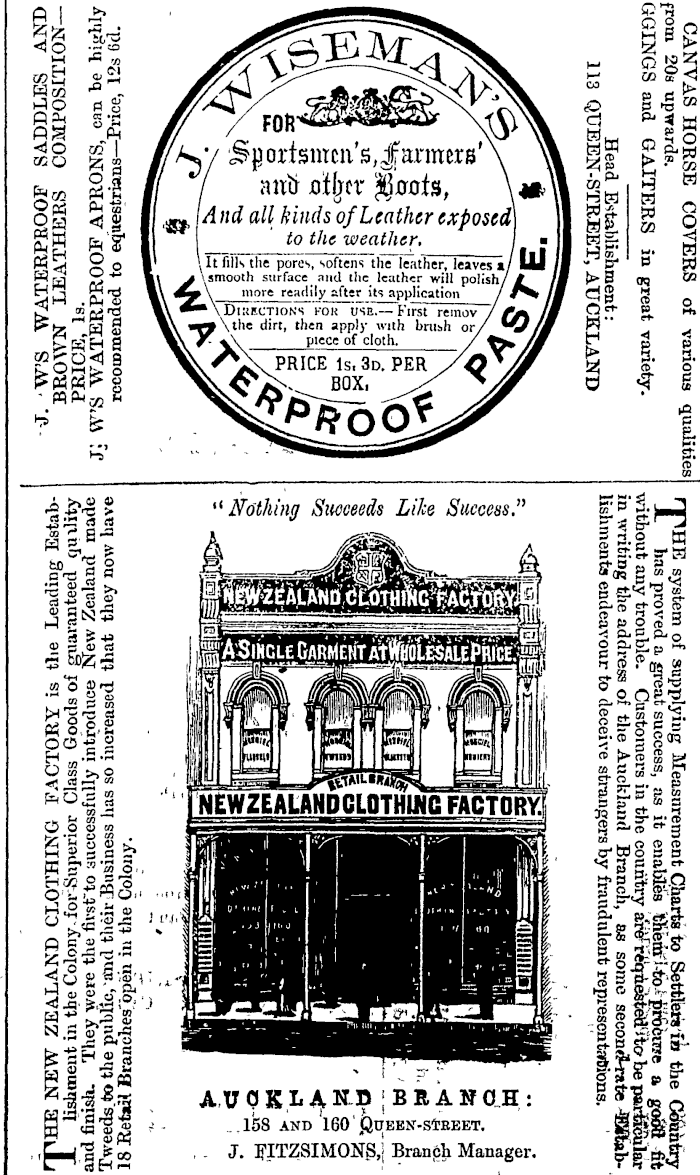 J. W'S WATERPROOF SADDLES AND
BROWN LEATHERS COMPOSITION—
PRICE, 1s.
J. W'S WATERPROOF APRONS, can be highly
recommended to equestrians—Price, 12s 6d.
J. WISEMAN'S
FOR
Sportsmen's, Farmers'
and other Boots,
And all kinds of Leather exposed
to the weather.
It fills the pores, softens the leather, leaves a
smooth surface and the leather will polish
more readily after its application
DIRECTIONS FOR USE.— First remov
the dirt, then apply with brush or
piece of cloth.
PRICE 1s. 3D. PER
BOX.
WATERPROOF PASTE.
CANVAS HORSE COVERS of various qualities
from 20s upwards.
GGINGS and GAITERS in great variety.
Head Establishment:
113 QUEEN-STREET, AUCKLAND
THE NEW ZEALAND CLOTHING FACTORY is the Leading Estab-
lishment in the Colony for Superior Class Goods of guaranteed quality
and finish. They were the first to successfully introduce New Zealand made
Tweeds to the public, and their Business has so increased that they now have
18 Retail Branches open in the Colony.
"Nothing Succeeds Like Success."
NEW ZEALAND CLOTHING FACTORY
A SINGLE GARMENT AT WHOLESALE PRICE.
RETAIL BRANCH
NEW ZEALAND CLOTHING FACTORY.
AUCKLAND BRANCH:
158 AND 160 QUEEN-STREET.
J. FITZSIMONS, Branch Manager.
THE system of supplying Measurement Charts to Settlers in the Country
has proved a great success, as it enables them to procure a good fit
without any trouble. Customers in the country are requested to be particular
in writing the address of the Auckland Branch, as some second-rate Estab-
lishments endeavour to deceive strangers by fraudulent representations.